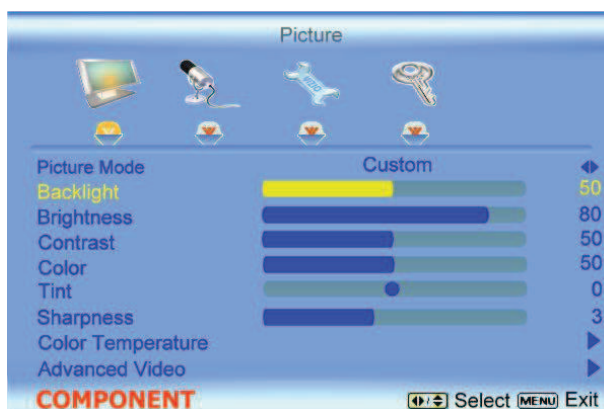 Picture
VIZIO
Picture Mode Custom
Backlight 50
Brightness 80
Contrast 50
Color 50
Tint 0
Sharpness 3
Color Temperature
Advanced Video
COMPONENT Select MENU Exit